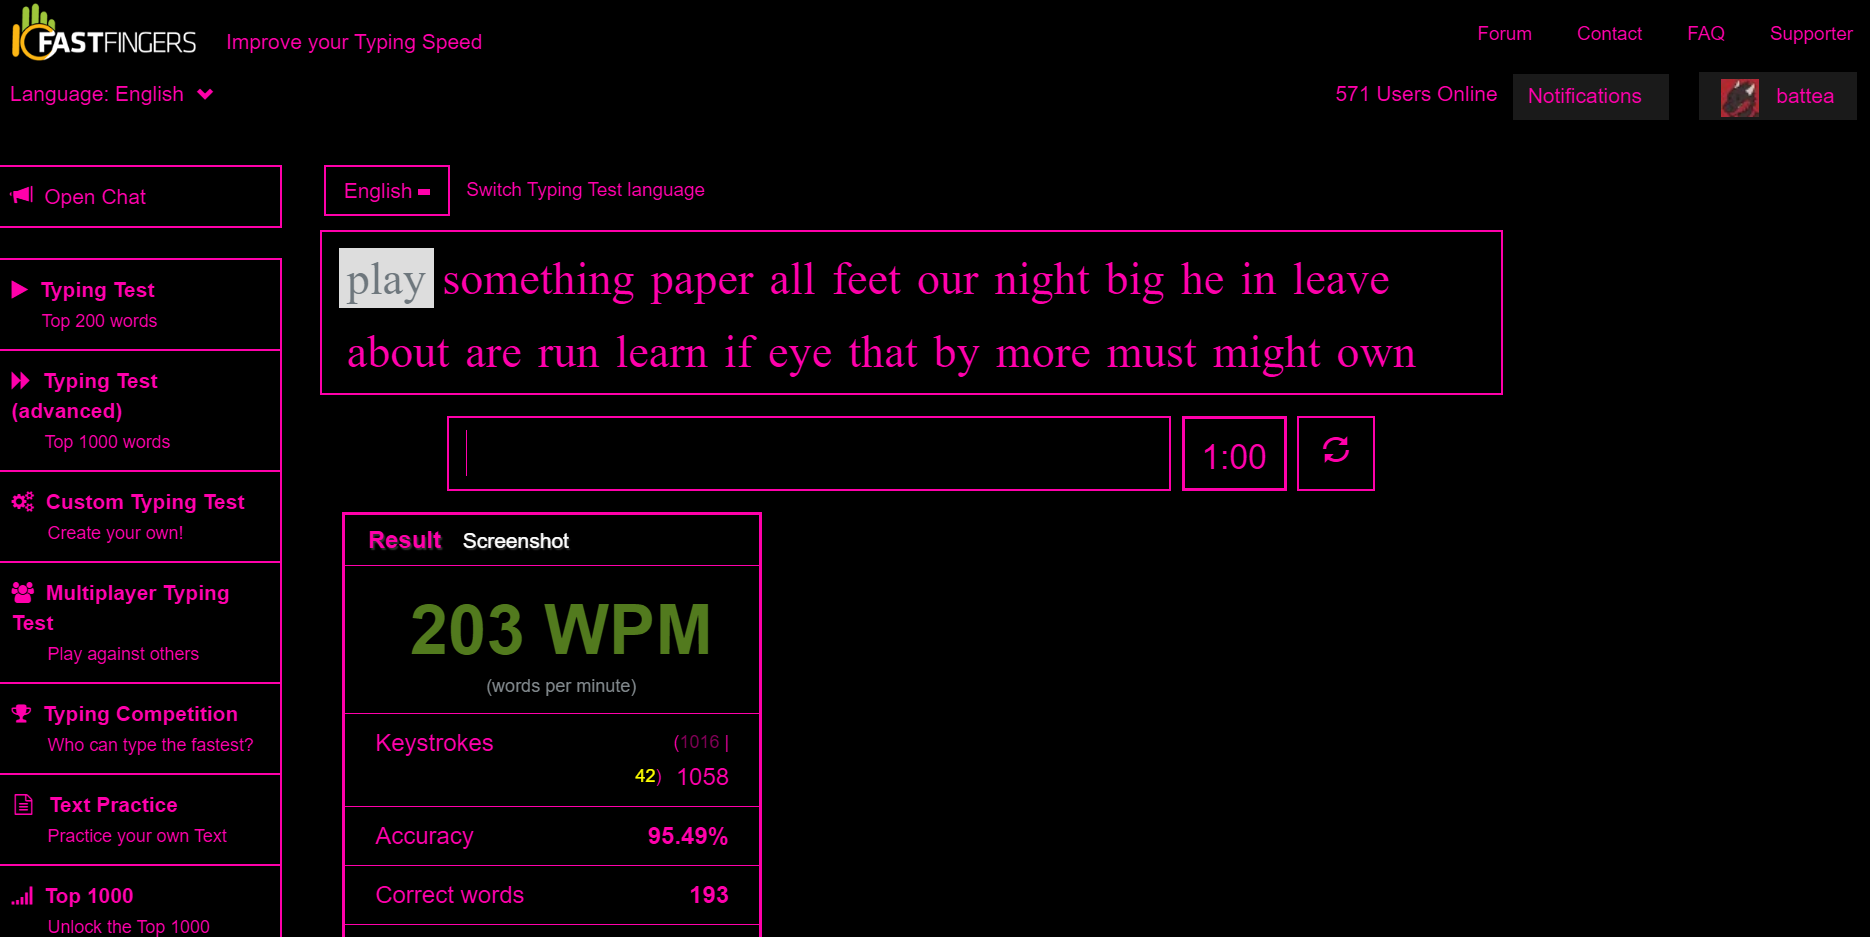 FASTFINGERS
Improve your Typing Speed
Forum Contact FAQ Supporter
Language: English
571 Users Online Notifications battea
Open Chat
Typing Test
Top 200 words
Typing Test
(advanced)
Top 1000 words
Custom Typing Test
Create your own!
Multiplayer Typing
Test
Play against others
Typing Competition
Who can type the fastest?
Text Practice
Practice your own Text
Top 1000
Unlock the Top 1000
English Switch Typing Test language
play something paper all feet our night big he in leave
about are run learn if eye that by more must might own
1:00
Result Screenshot
203 WPM
(words per minute)
Keystrokes (1016 |
42) 1058
Accuracy 95.49%
Correct words 193